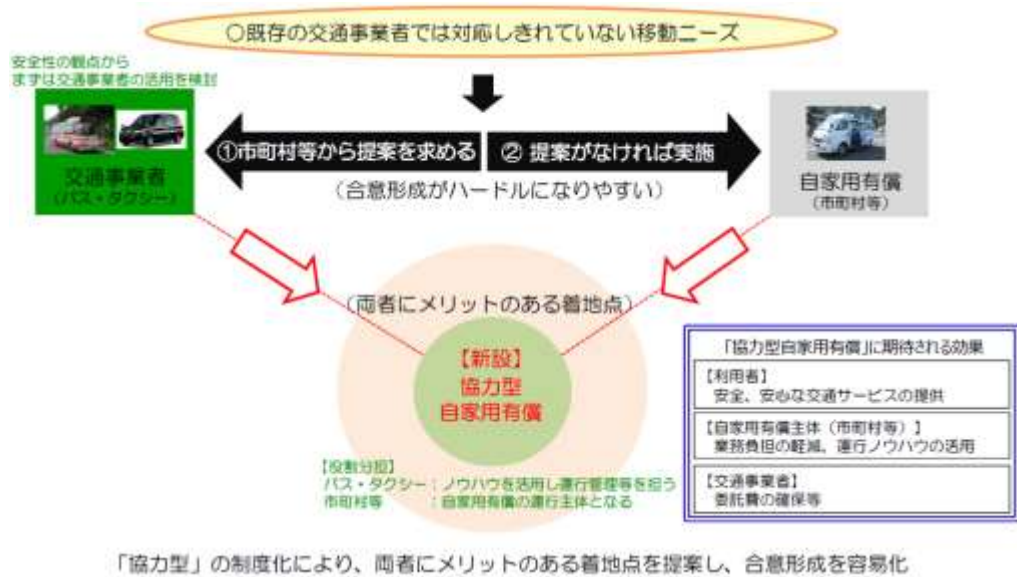 ○既存の交通事業者では対応しきれていない移動ニーズ
安全性の観点から
まずは交通事業者の活用を検討
①市町村等から提案を求める
② 提案がなければ実施
交通事業者
（バス・タクシー）
（合意形成がハードルになりやすい）
自家用有償
（市町村等）
（両者にメリットのある着地点）
【新設】
協力型
自家用有償
「協力型自家用有償」に期待される効果
【利用者】
安全、安心な交通サービスの提供
【自家用有償主体（市町村等）】
業務負担の軽減、運行ノウハウの活用
【交通事業者】
委託費の確保等
【役割分担】
バス・タクシー：ノウハウを活用し運行管理等を担う
市町村等　　　：自家用有償の運行主体となる
「協力型」の制度化により、両者にメリットのある着地点を提案し、合意形成を容易化